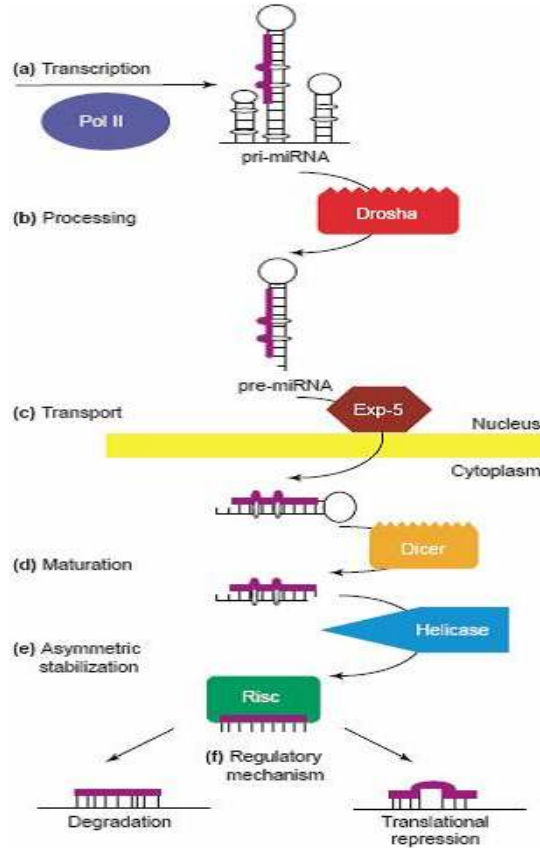 (a) Transcription
Pol II
pri-miRNA
Drosha
(b) Processing
pre-miRNA
Exp-5
(c) Transport
Nucleus
Cytoplasm
Dicer
(d) Maturation
Helicase
(e) Asymmetric
stabilization
Risc
(f) Regulatory
mechanism
Degradation
Translational
repression